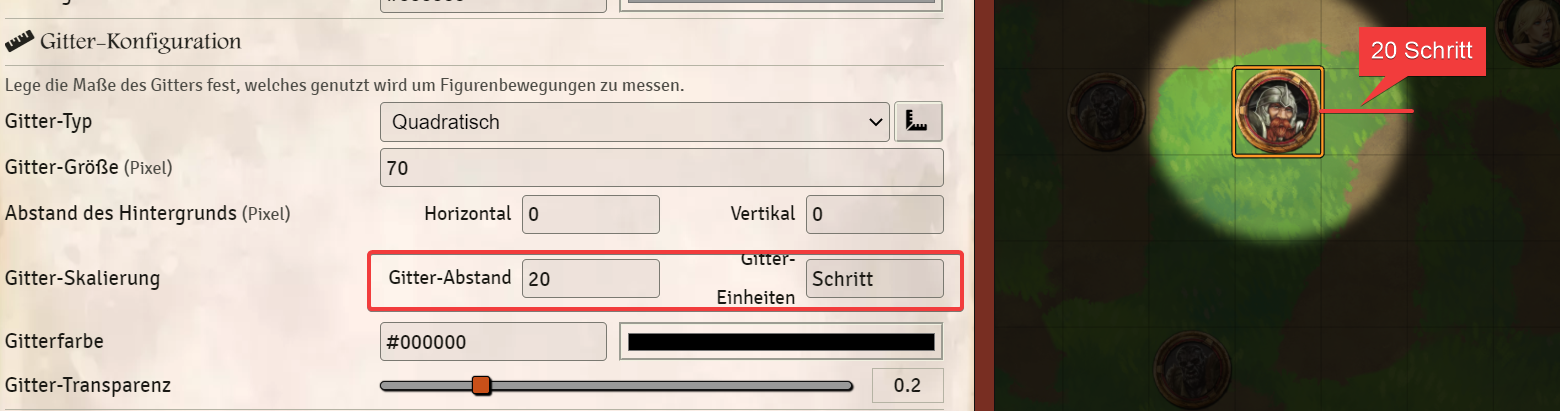 Gitter-Konfiguration
Lege die Maße des Gitters fest, welches genutzt wird um Figurenbewegungen zu messen.
Gitter-Typ
Quadratisch
Gitter-Größe (Pixel)
70
Abstand des Hintergrunds (Pixel)
Horizontal
0
Vertikal
0
Gitter-Skalierung
Gitter-Abstand
20
Gitter-
Einheiten
Schritt
Gitterfarbe
#000000
Gitter-Transparenz
0.2
20 Schritt